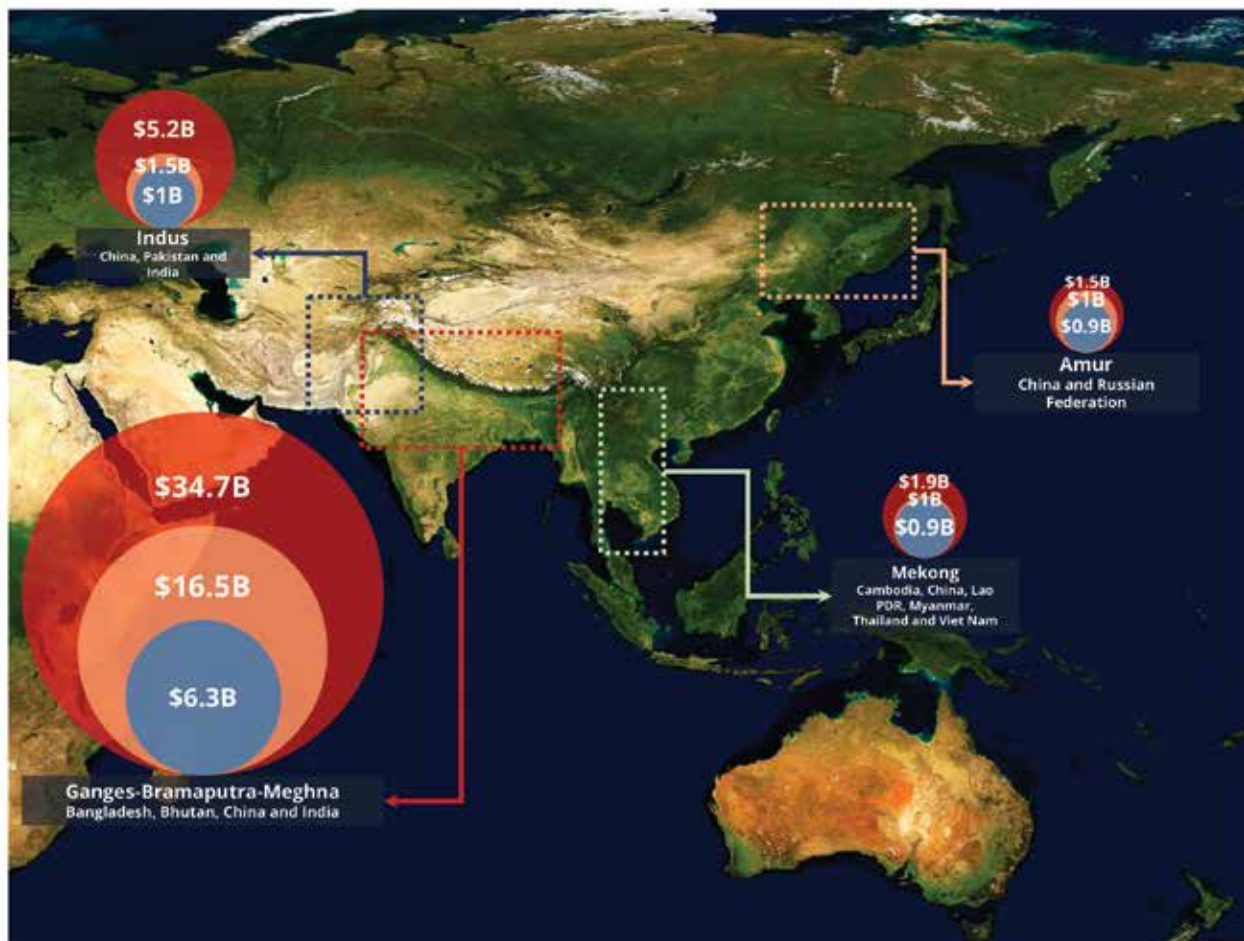 $5.2B
$1.5B
$1B
Indus
China, Pakistan and
India
$1.5B
$1B
$0.9B
Amur
China and Russian
Federation
$34.7B
$16.5B
$6.3B
Ganges-Bramaputra-Meghna
Bangladesh, Bhutan, China and India
$1.9B
$1B
$0.9B
Mekong
Cambodia, China, Lao
PDR, Myanmar,
Thailand and Viet Nam